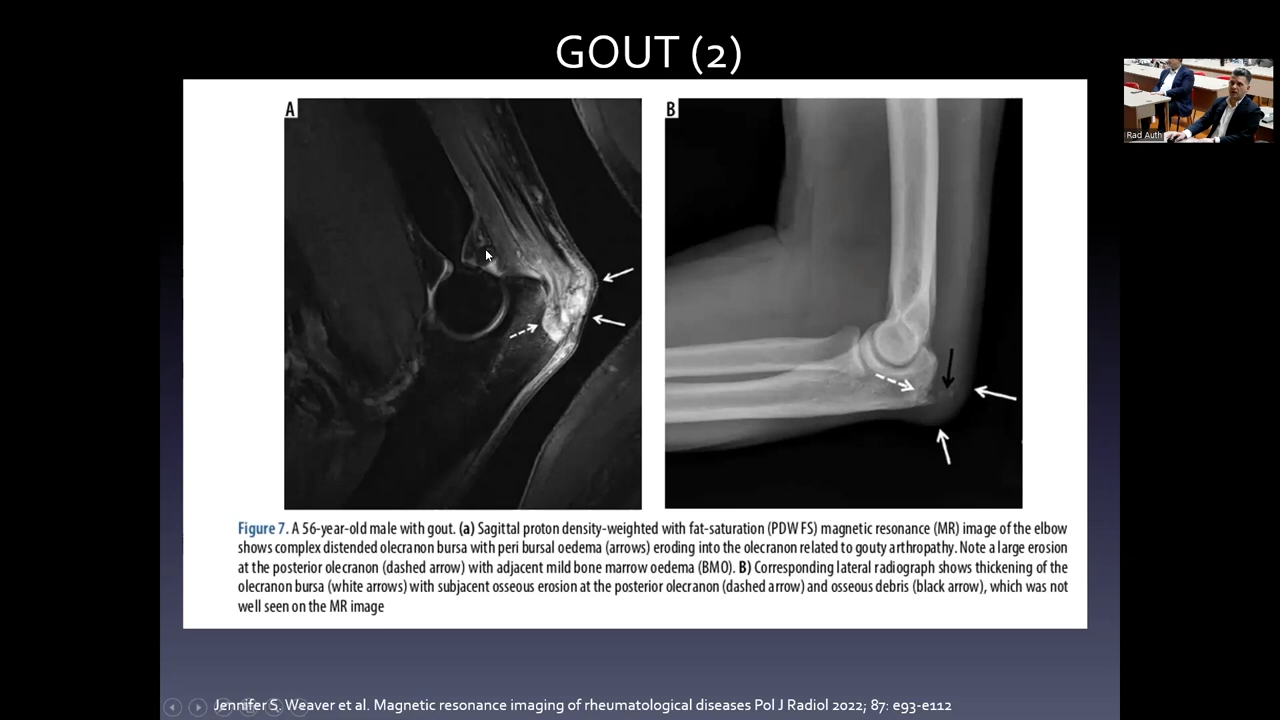 GOUT (2)
A
B
Rad Auth
Figure 7. A 56-year-old male with gout. (a) Sagittal proton density-weighted with fat-saturation (PDW FS) magnetic resonance (MR) image of the elbow
shows complex distended olecranon bursa with peri bursal oedema (arrows) eroding into the olecranon related to gouty arthropathy. Note a large erosion
at the posterior olecranon (dashed arrow) with adjacent mild bone marrow oedema (BMO). B) Corresponding lateral radiograph shows thickening of the
olecranon bursa (white arrows) with subjacent osseous erosion at the posterior olecranon (dashed arrow) and osseous debris (black arrow), which was not
well seen on the MR image
Jennifer S. Weaver et al. Magnetic resonance imaging of rheumatological diseases Pol J Radiol 2022; 87: e93-e112